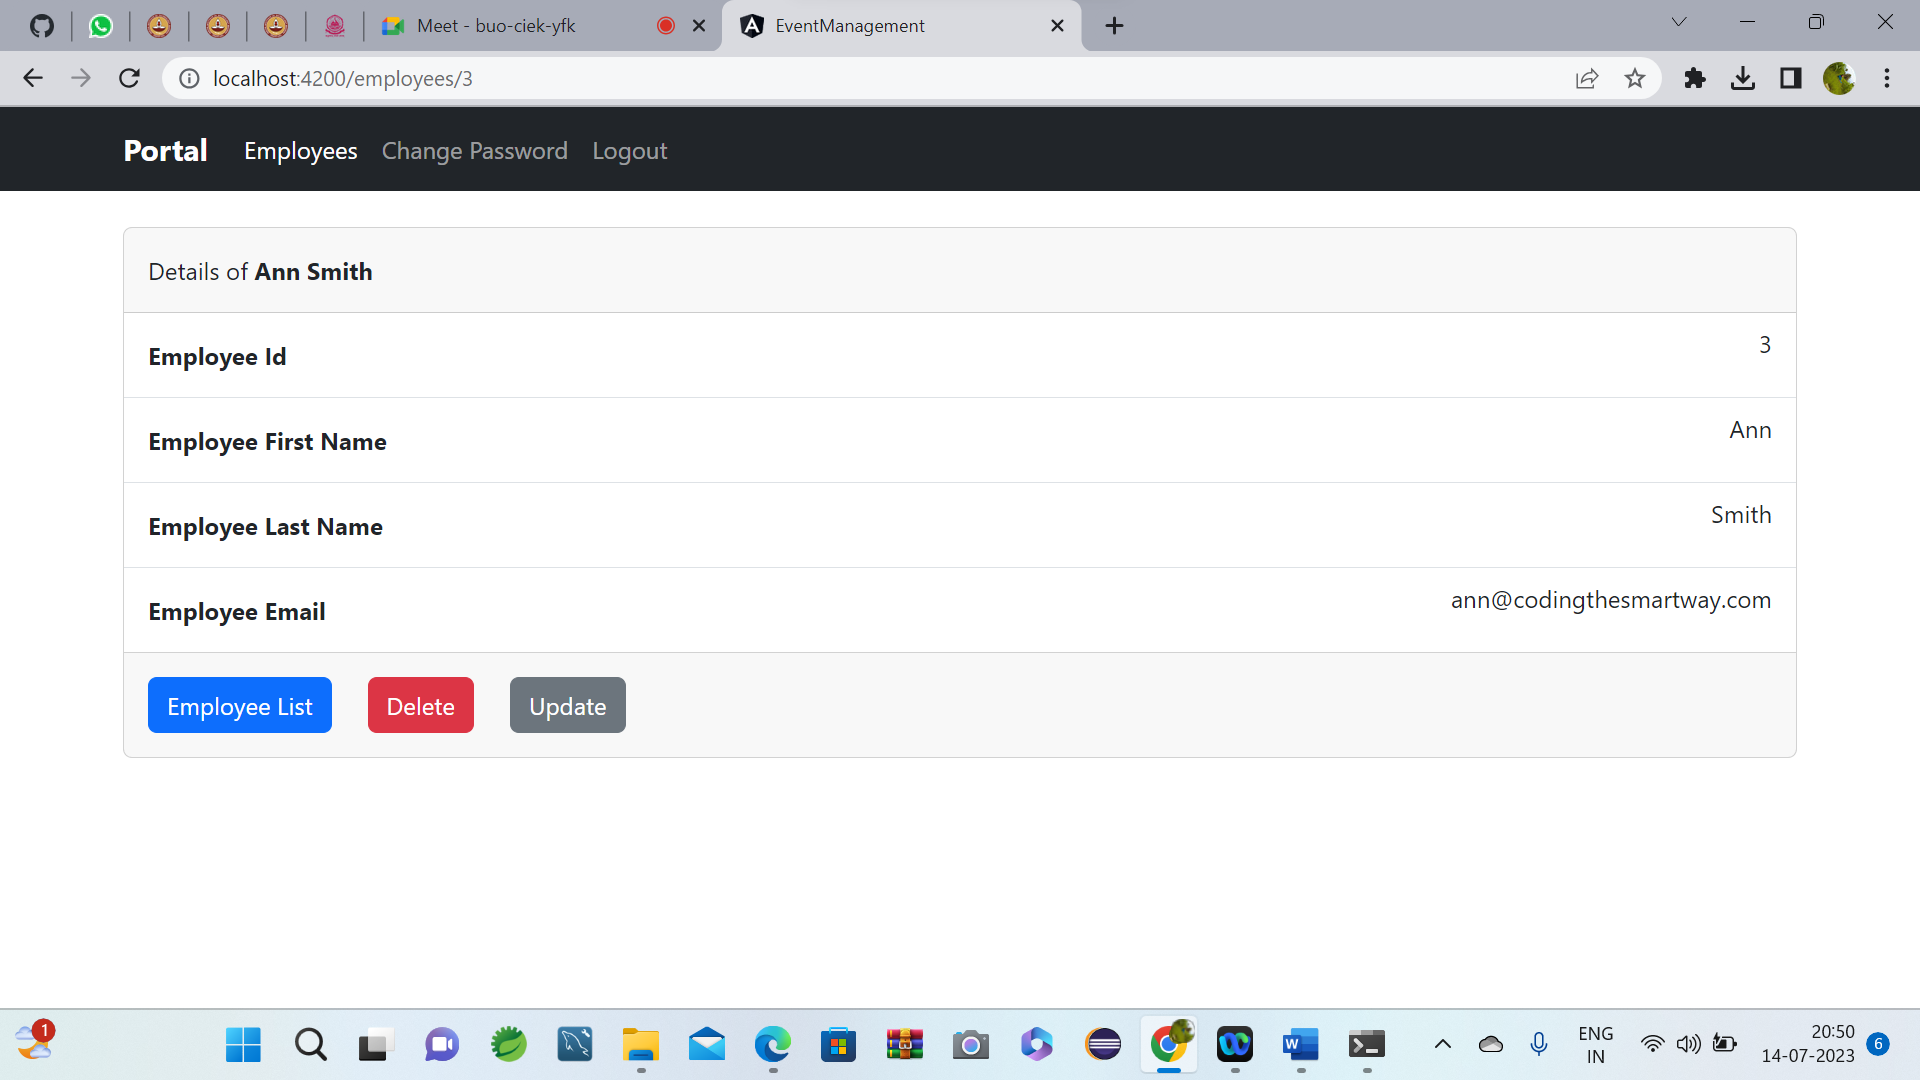 Meet - buo-ciek-yfk
EventManagement
localhost:4200/employees/3
Portal
Employees
Change Password
Logout
Details of Ann Smith
Employee Id
3
Employee First Name
Ann
Employee Last Name
Smith
Employee Email
ann@codingthesmartway.com
Employee List
Delete
Update
1
W
ENG
IN
20:50
14-07-2023
6